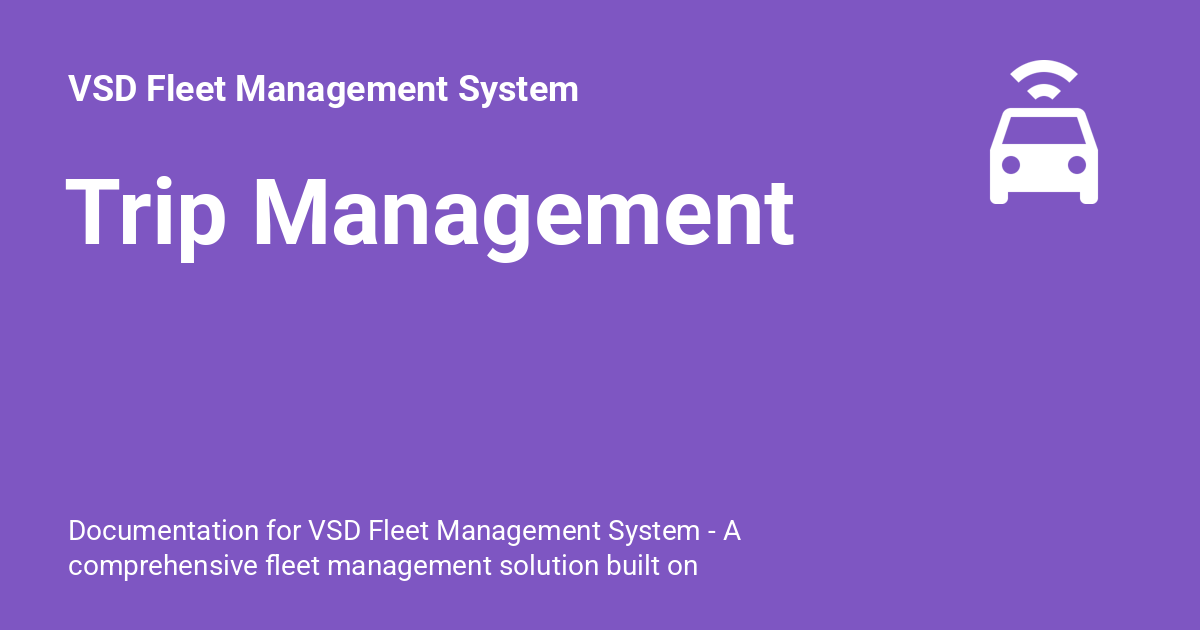 VSD Fleet Management System
Trip Management
Documentation for VSD Fleet Management System - A
comprehensive fleet management solution built on